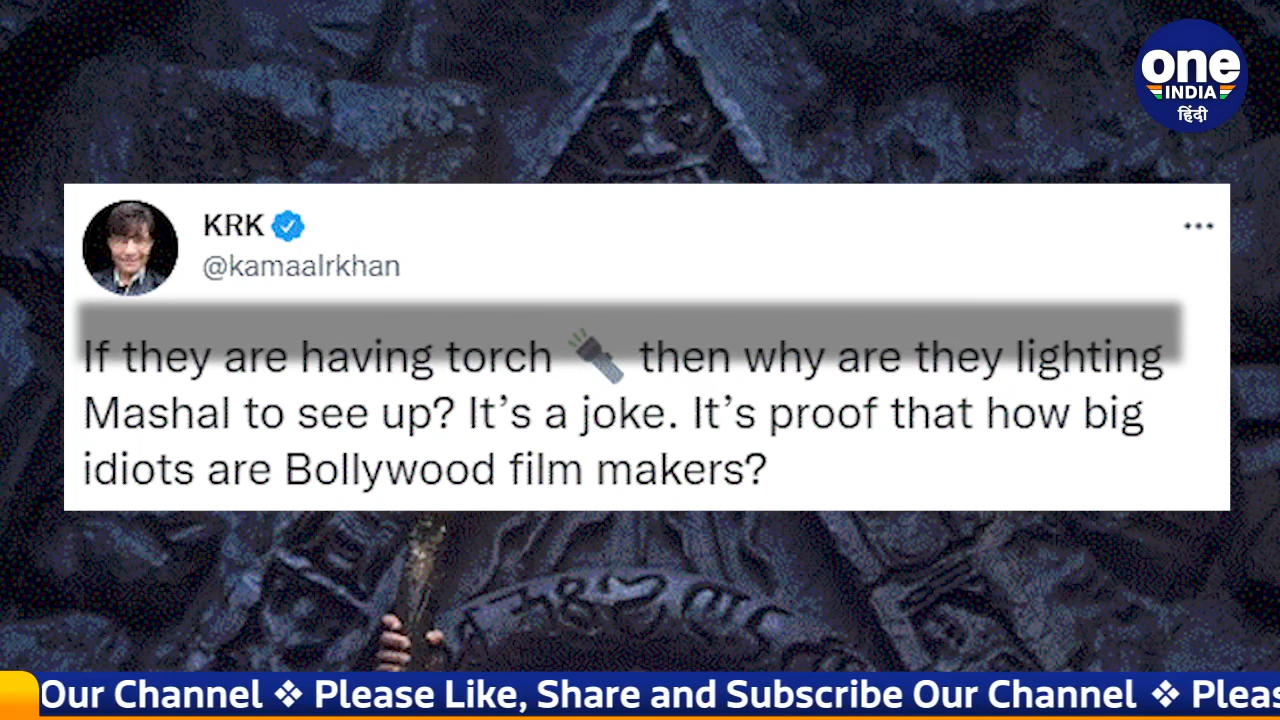 one
INDIA
हिंदी
KRK
@kamaalrkhan
If they are having torch 🔦 then why are they lighting
Mashal to see up? It’s a joke. It’s proof that how big
idiots are Bollywood film makers?
Our Channel ❖ Please Like, Share and Subscribe Our Channel ❖ Pleas